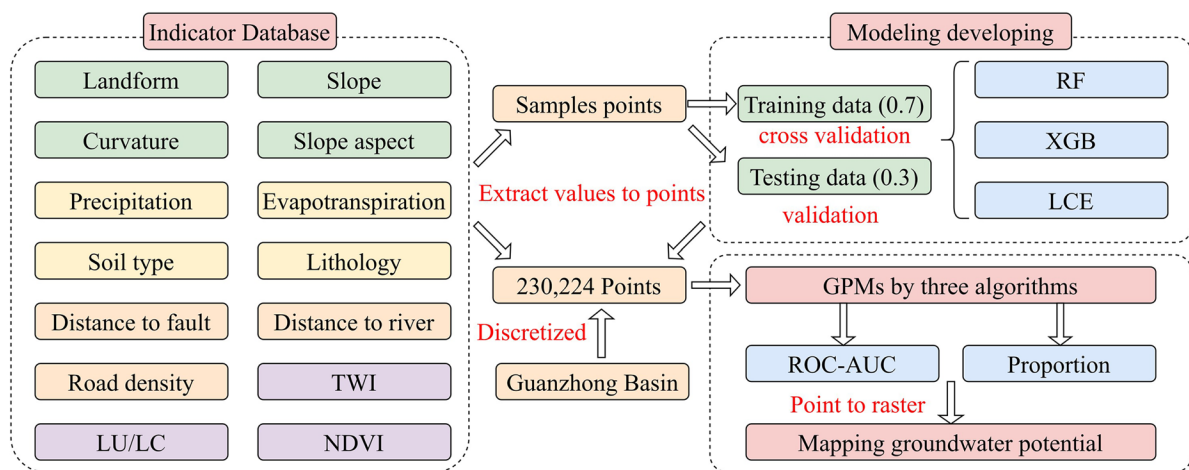 Indicator Database
Landform
Slope
Curvature
Slope aspect
Precipitation
Evapotranspiration
Soil type
Lithology
Distance to fault
Distance to river
Road density
TWI
LU/LC
NDVI
Samples points
Extract values to points
230,224 Points
Discretized
Guanzhong Basin
Modeling developing
Training data (0.7)
cross validation
Testing data (0.3)
validation
RF
XGB
LCE
GPMs by three algorithms
ROC-AUC
Proportion
Point to raster
Mapping groundwater potential